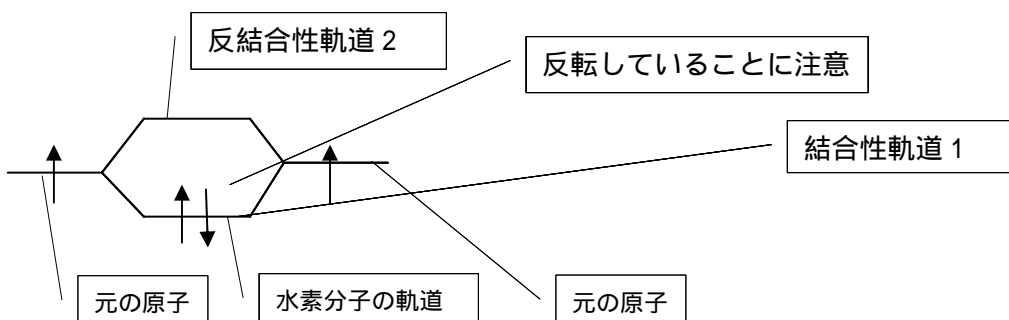 反結合性軌道 2
反転していることに注意
結合性軌道 1
元の原子
水素分子の軌道
元の原子